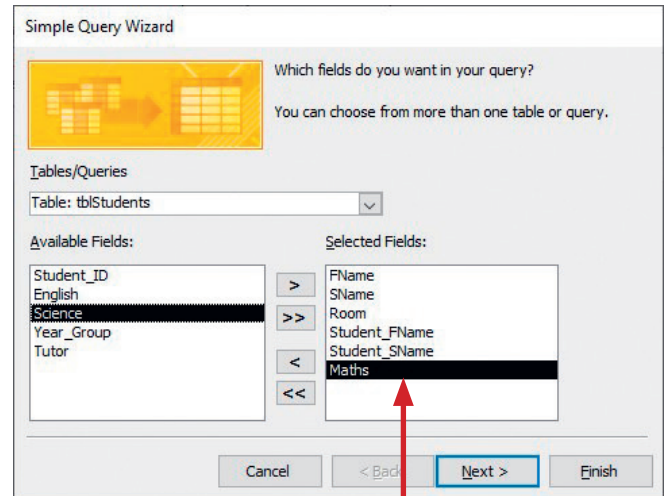 Simple Query Wizard
Which fields do you want in your query?
You can choose from more than one table or query.
Tables/Queries
Table: tblStudents
Available Fields:
Selected Fields:
Student_ID
English
Science
Year_Group
Tutor
>
>>
<
<<
FName
SName
Room
Student_FName
Student_SName
Maths
Cancel
< Back
Next >
Finish